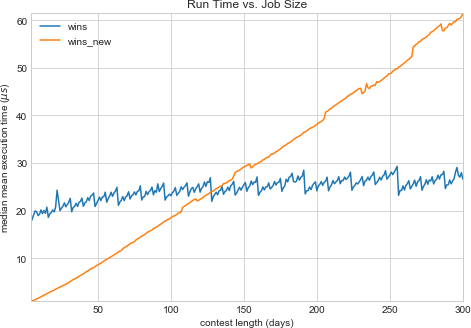 Run Time vs. Job Size
wins
wins_new
60
50
40
30
20
10
median mean execution time (μs)
50
100
150
200
250
300
contest length (days)